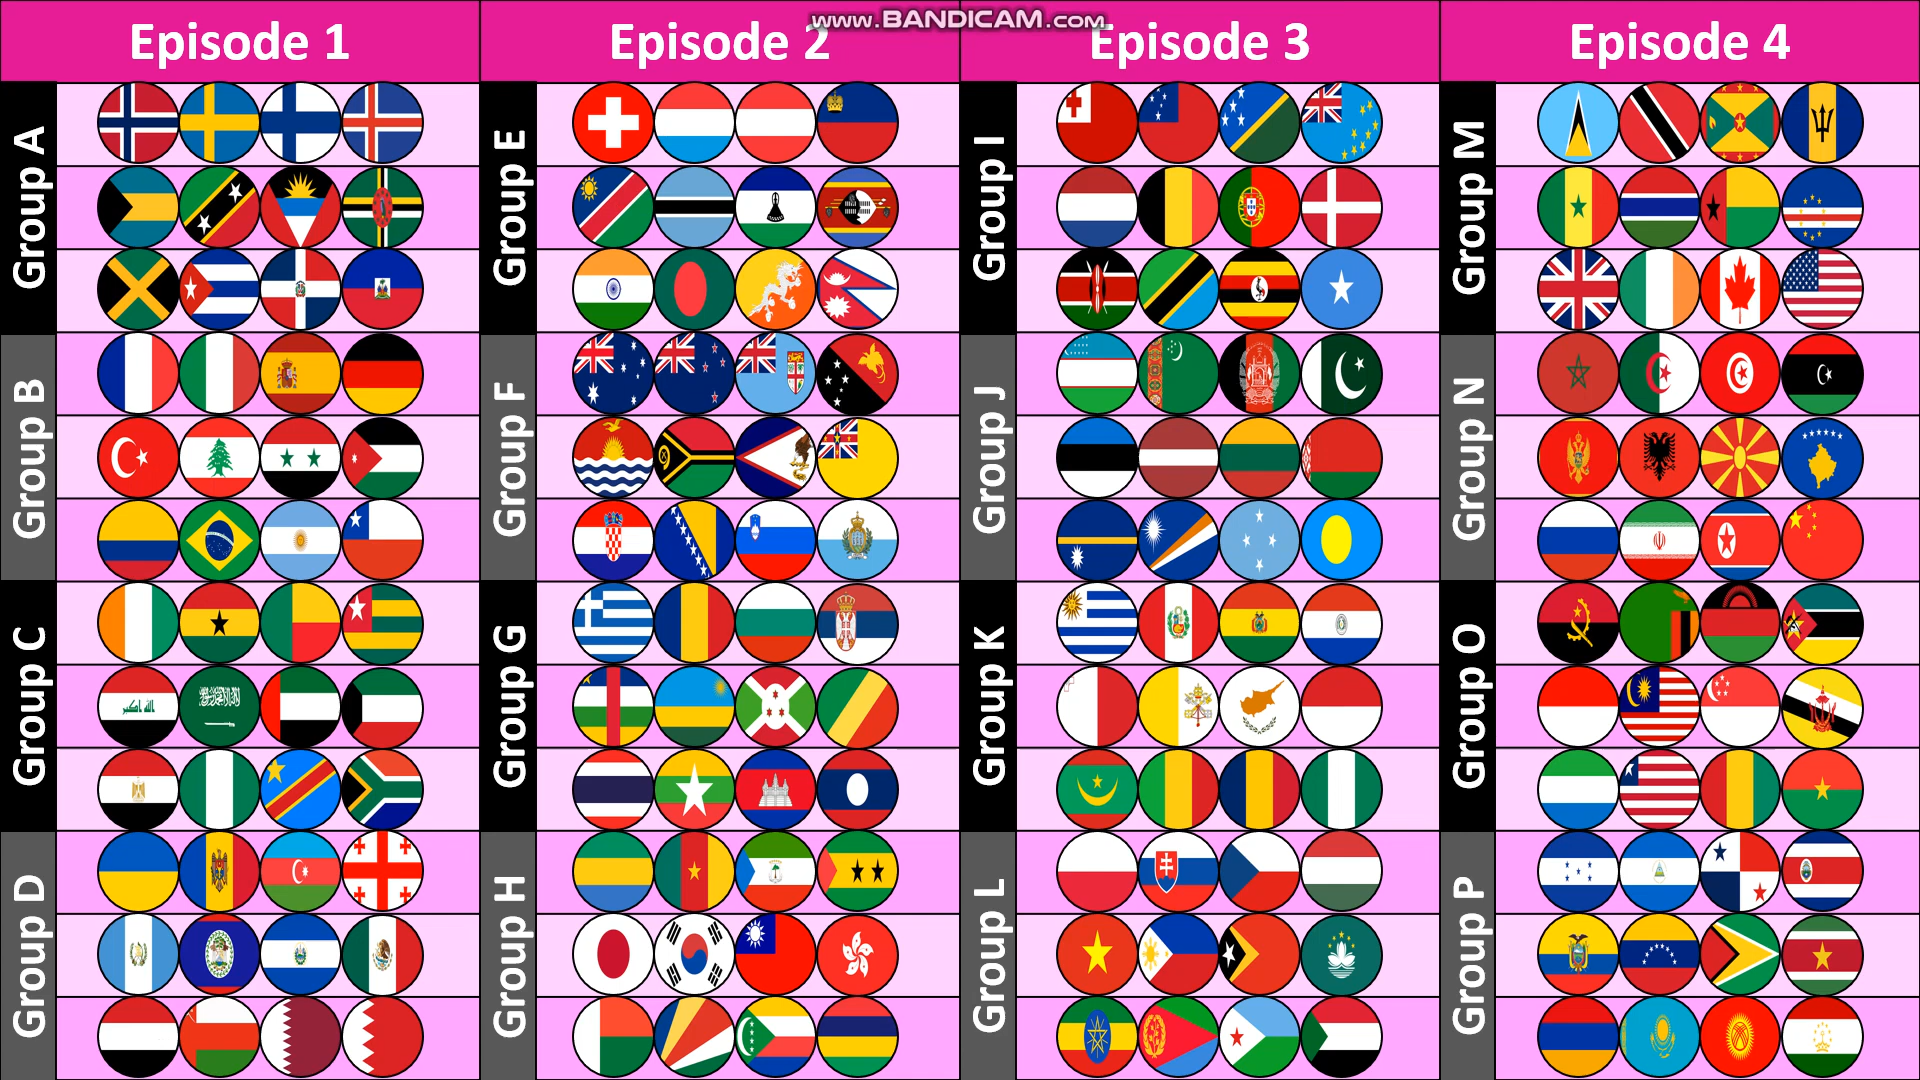 www.BANDICAM.com
Episode 1
Episode 2
Episode 3
Episode 4
Group A
Group B
Group C
Group D
Group E
Group F
Group G
Group H
Group I
Group J
Group K
Group L
Group M
Group N
Group O
Group P